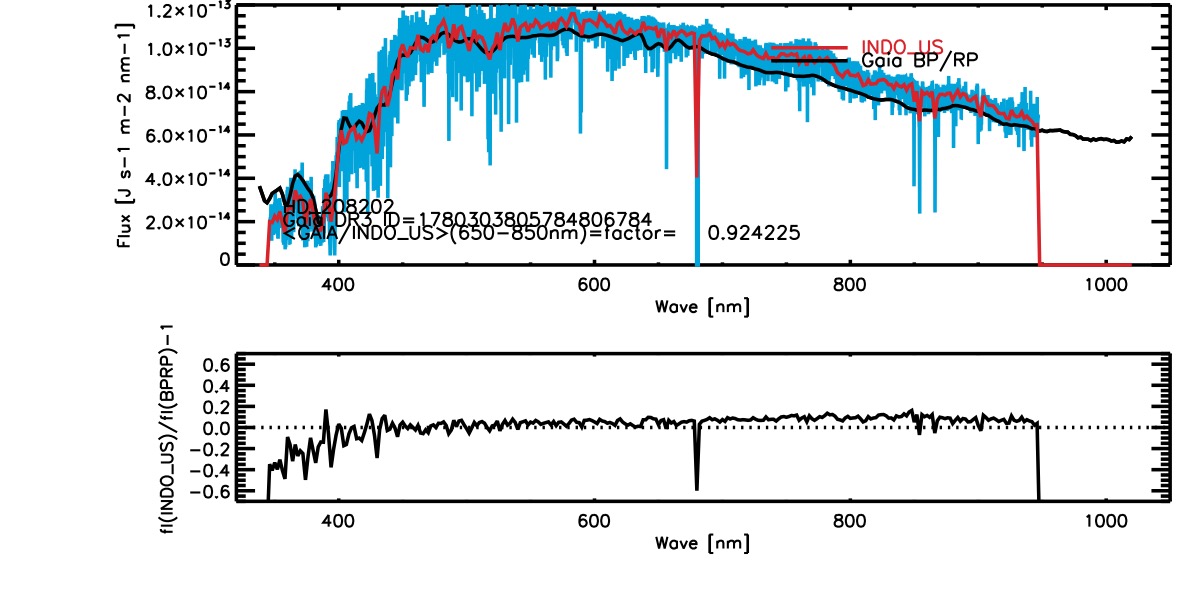 1.2×10⁻¹³
1.0×10⁻¹³
8.0×10⁻¹⁴
6.0×10⁻¹⁴
4.0×10⁻¹⁴
2.0×10⁻¹⁴
0
Flux [J s−1 m−2 nm−1]
INDO_US
Gaia BP/RP
HD_208202
Gaia DR3 ID=1780303805784806784
<GAIA/INDO_US>(650−850nm)=factor= 0.924225
400 600 800 1000
Wave [nm]
fl(INDO_US)/fl(BPRP)−1
0.6
0.4
0.2
0.0
−0.2
−0.4
−0.6
400 600 800 1000
Wave [nm]